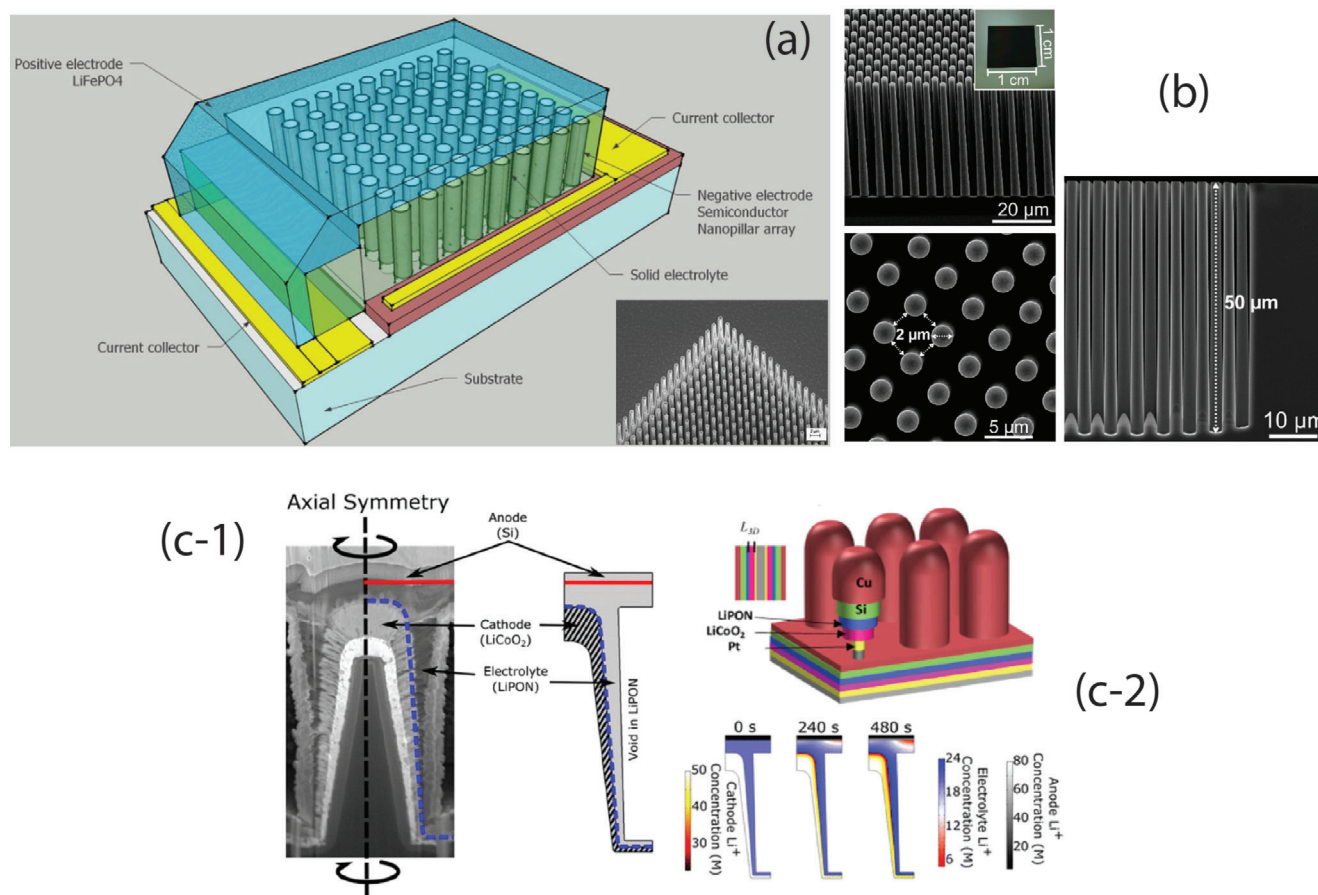 (a)
Positive electrode
LiFePO4
Current collector
Negative electrode
Semiconductor
Nanopillar array
Solid electrolyte
Current collector
Substrate
(b)
1 cm
1 cm
20 µm
2 µm
5 µm
50 µm
10 µm
(c-1)
Axial Symmetry
Anode
(Si)
Cathode
(LiCoO₂)
Electrolyte
(LiPON)
Void in LiPON
(c-2)
L3D
Cu
Si
LiPON
LiCoO₂
Pt
0 s
240 s
480 s
50
40
30
Cathode Li⁺
Concentration (M)
24
18
12
6
Electrolyte Li⁺
Concentration (M)
80
60
40
20
Anode Li⁺
Concentration (M)